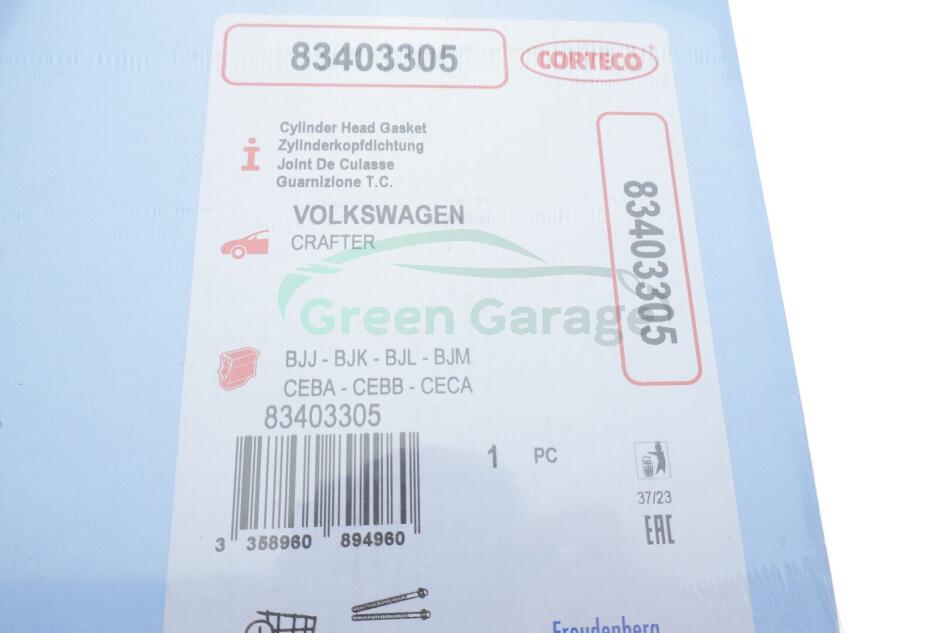 83403305
CORTECO®
Cylinder Head Gasket
Zylinderkopfdichtung
Joint De Culasse
Guarnizione T.C.
83403305
VOLKSWAGEN
CRAFTER
Green Garage
BJJ - BJK - BJL - BJM
CEBA - CEBB - CECA
83403305
1 PC
3 358960 894960
37/23
EAC
Freudenberg